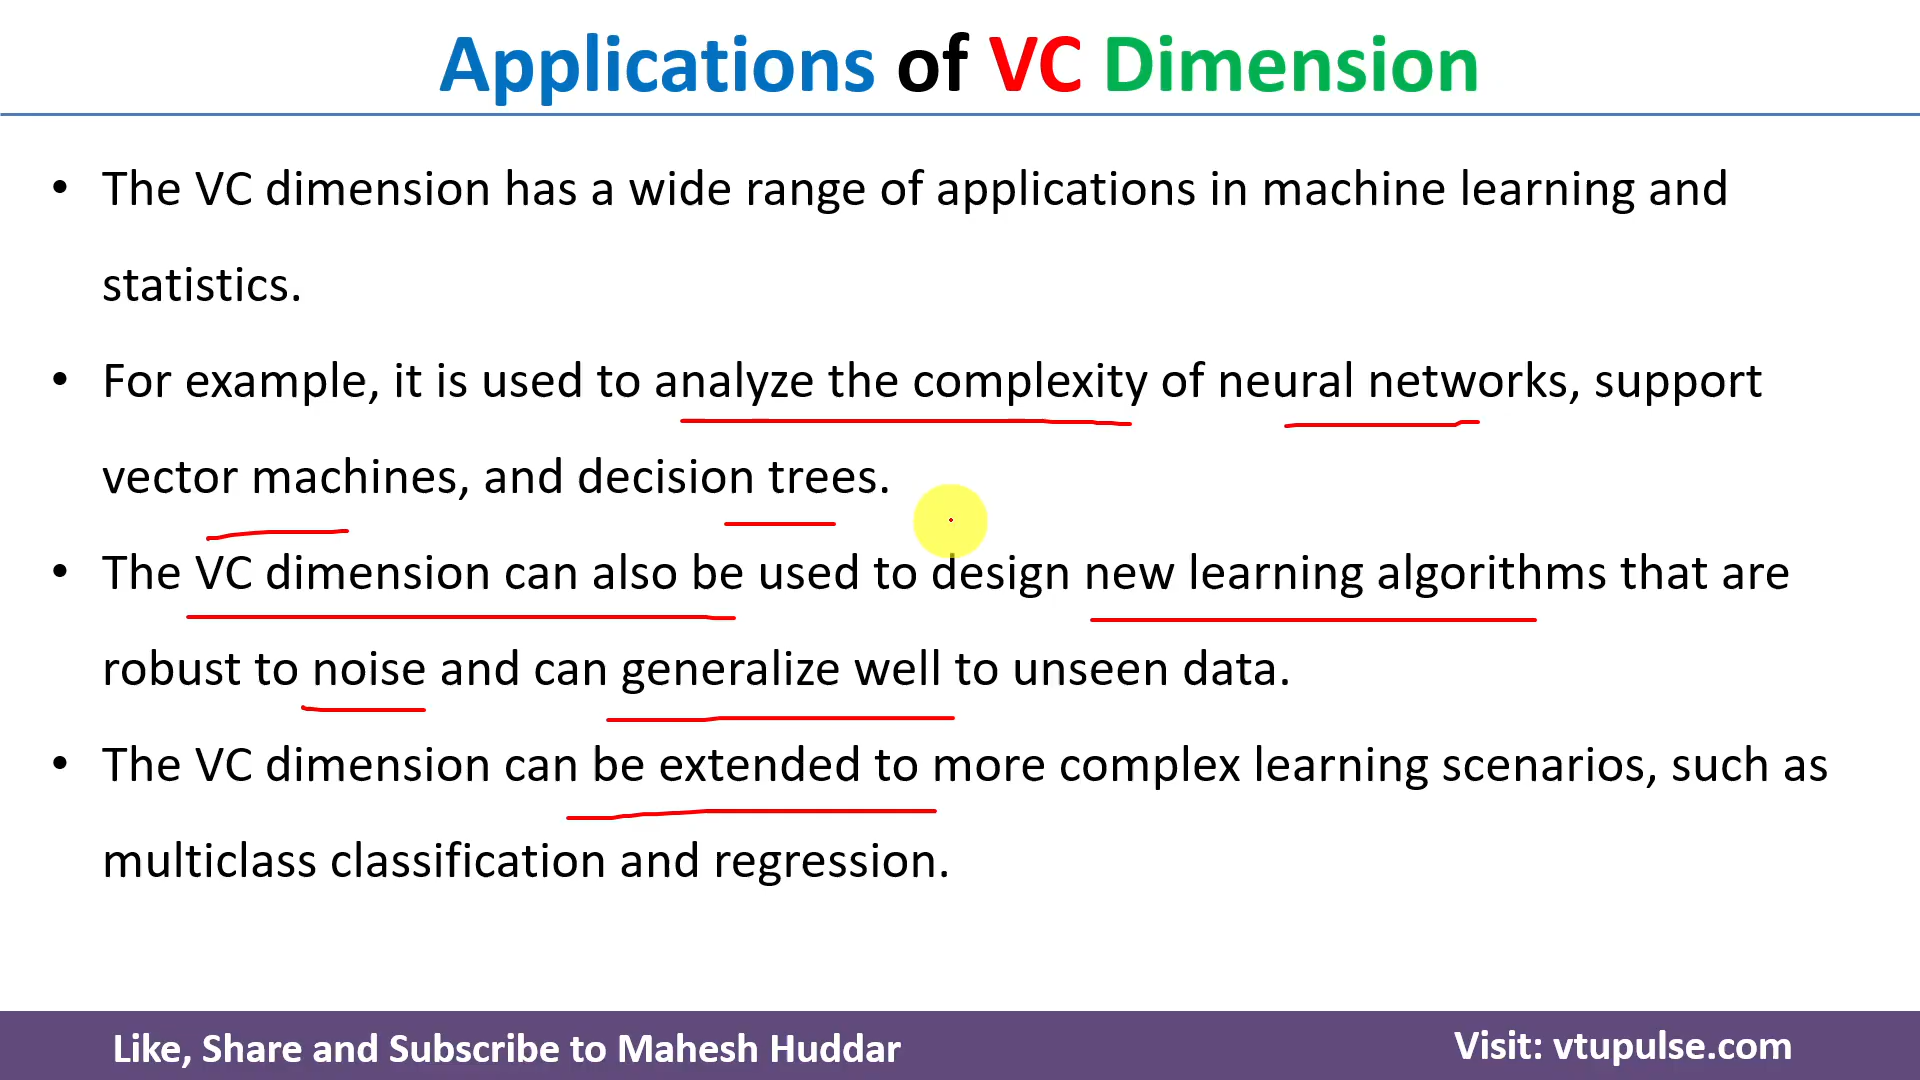 Applications of VC Dimension
• The VC dimension has a wide range of applications in machine learning and
statistics.
• For example, it is used to analyze the complexity of neural networks, support
vector machines, and decision trees.
• The VC dimension can also be used to design new learning algorithms that are
robust to noise and can generalize well to unseen data.
• The VC dimension can be extended to more complex learning scenarios, such as
multiclass classification and regression.
Like, Share and Subscribe to Mahesh Huddar
Visit: vtupulse.com